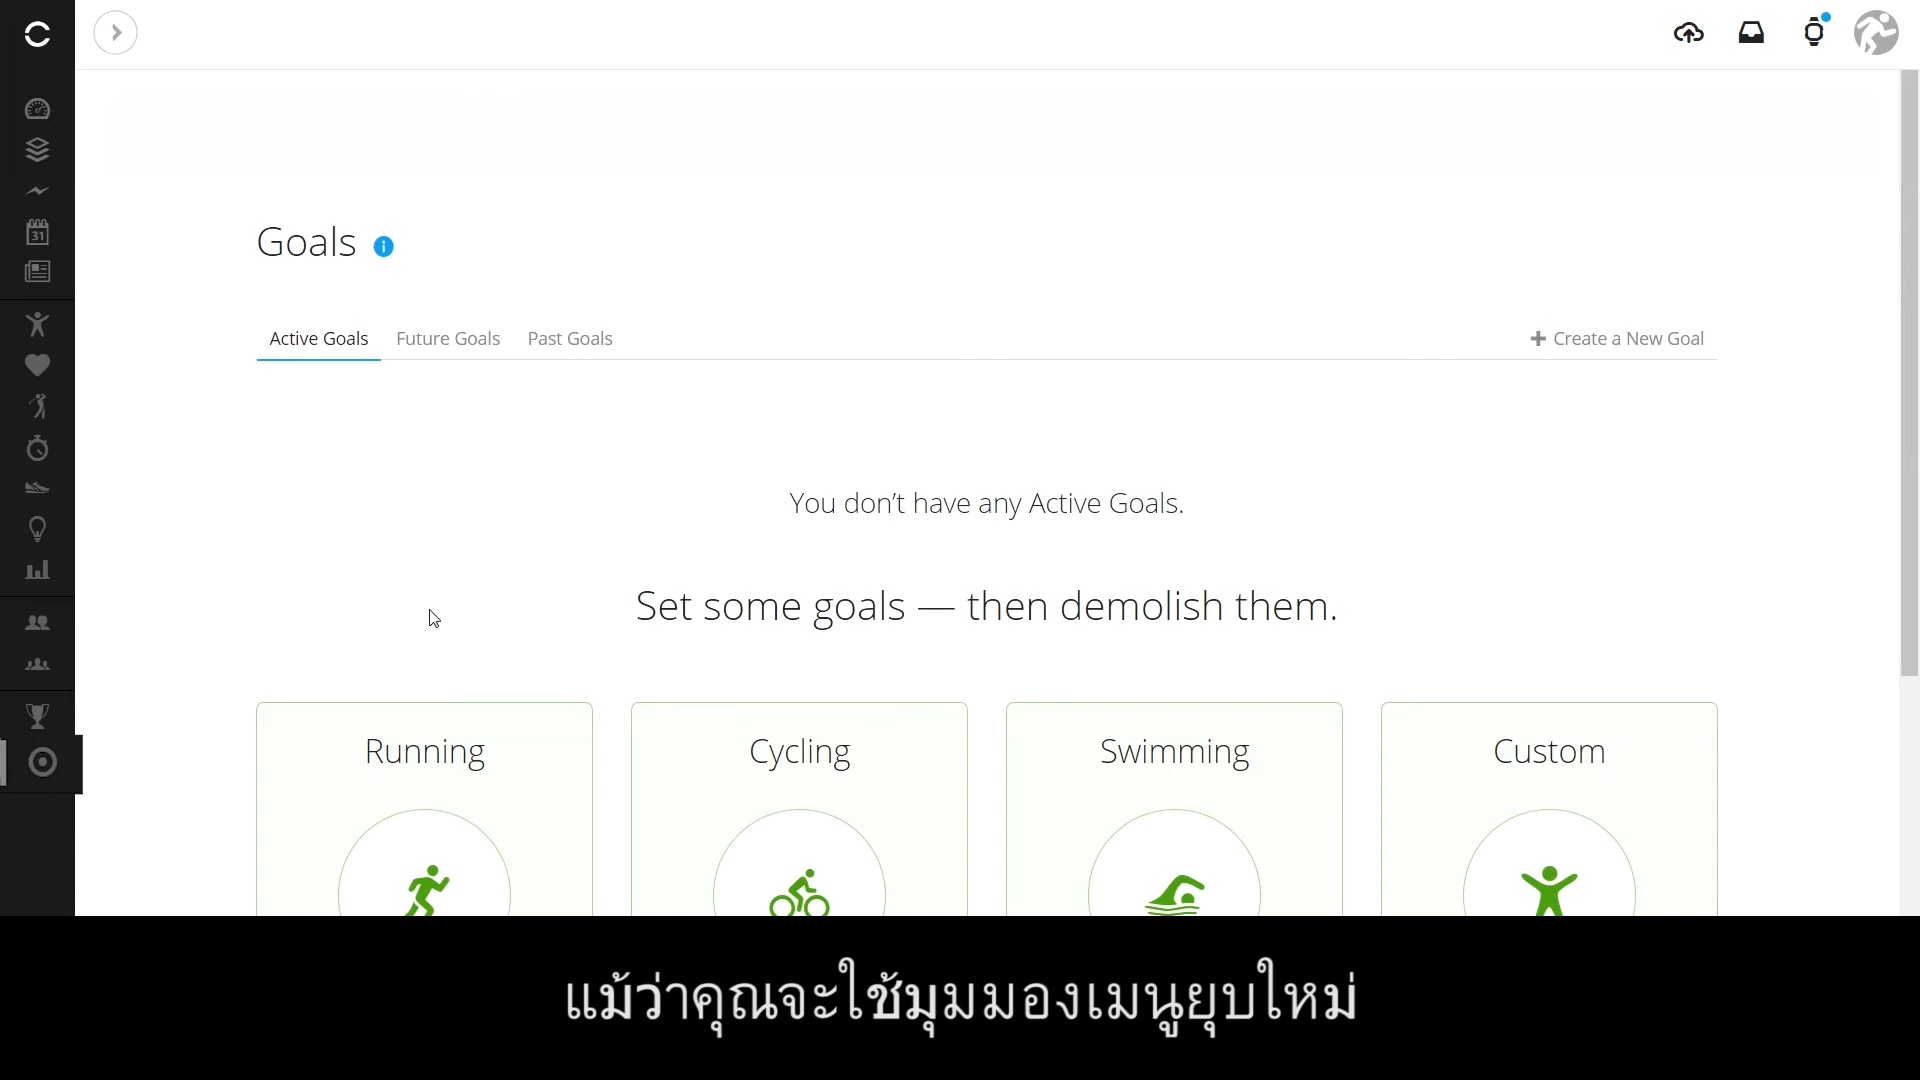 31
Goals
Active Goals Future Goals Past Goals Create a New Goal
You don’t have any Active Goals.
Set some goals — then demolish them.
Running Cycling Swimming Custom
แม้ว่าคุณจะใช้มุมมองเมนูยุบใหม่